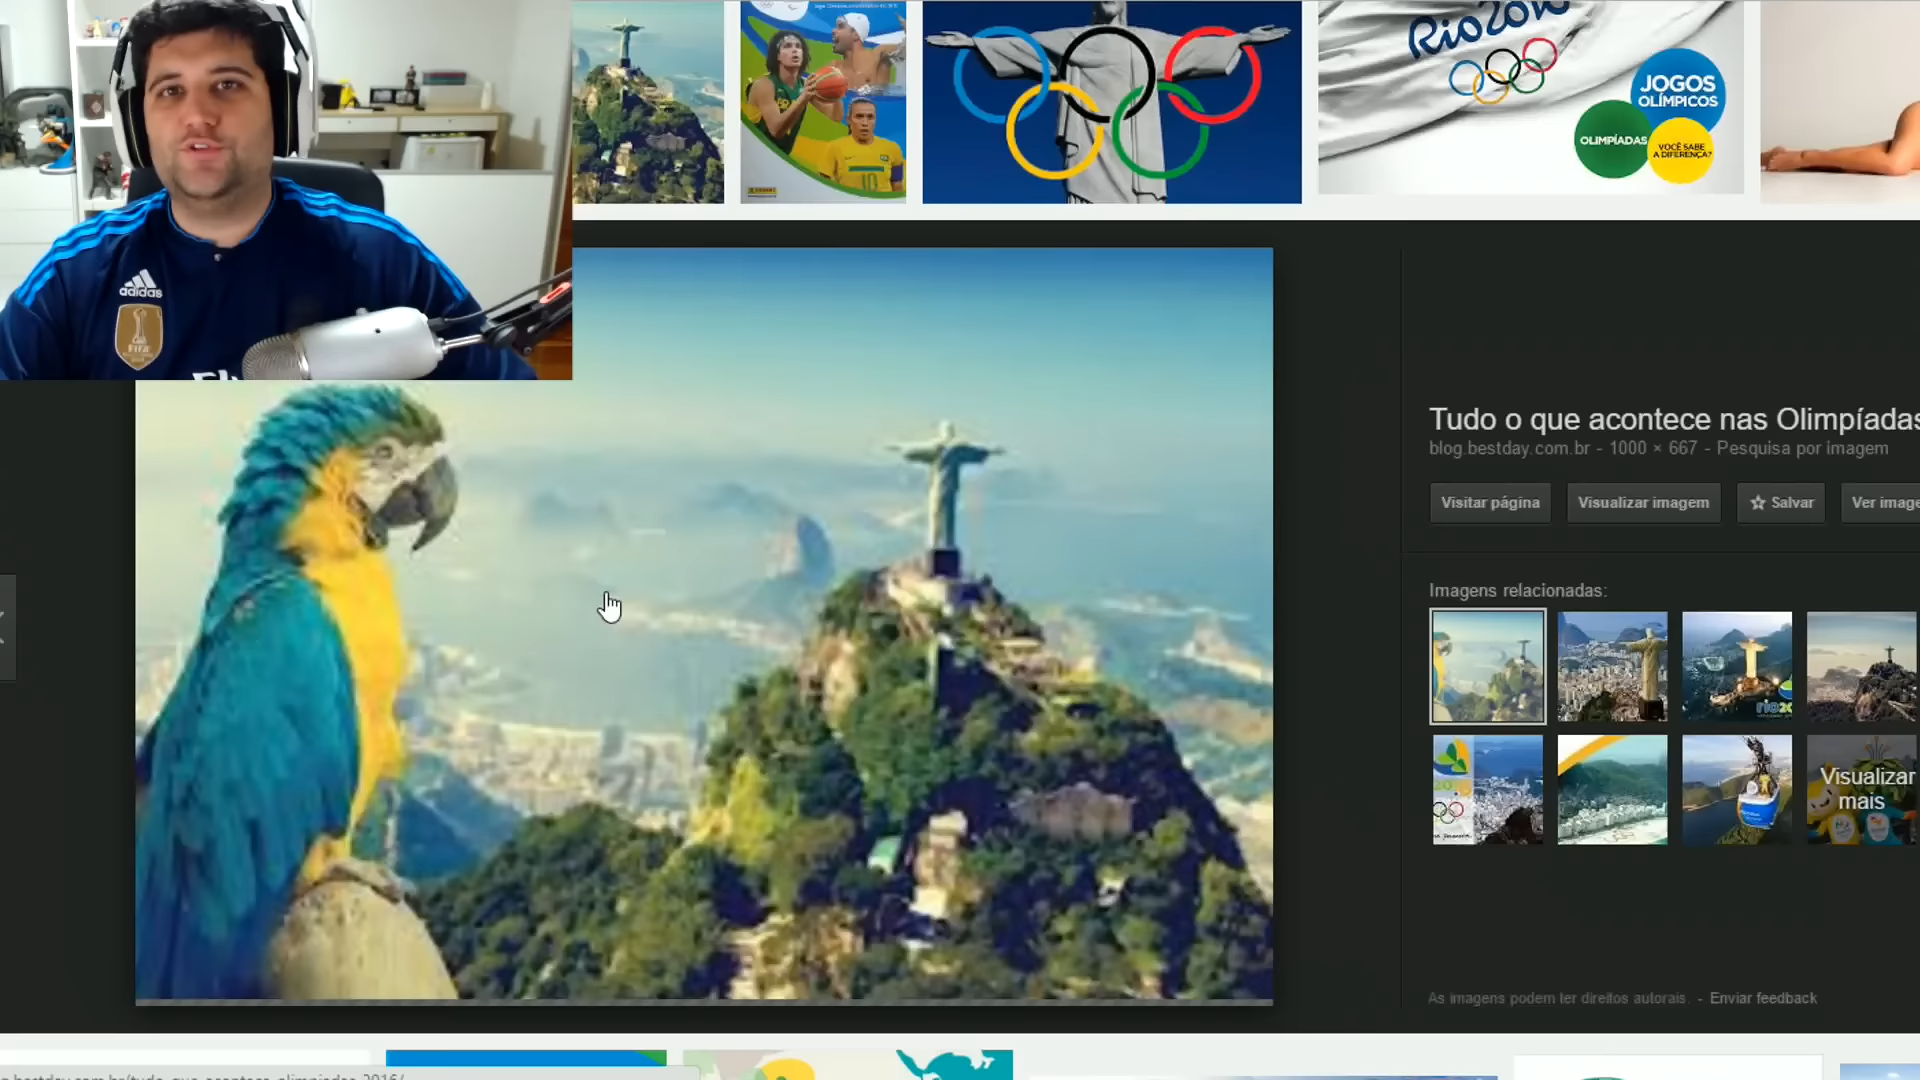 Rio2016
JOGOS
OLÍMPICOS
OLIMPÍADAS
VOCÊ SABE
A DIFERENÇA?
adidas
FIFA
Fly
10
Tudo o que acontece nas Olimpíadas
blog.bestday.com.br - 1000 × 667 - Pesquisa por imagem
Visitar página
Visualizar imagem
Salvar
Ver image
Imagens relacionadas:
Visualizar
mais
As imagens podem ter direitos autorais. - Enviar feedback